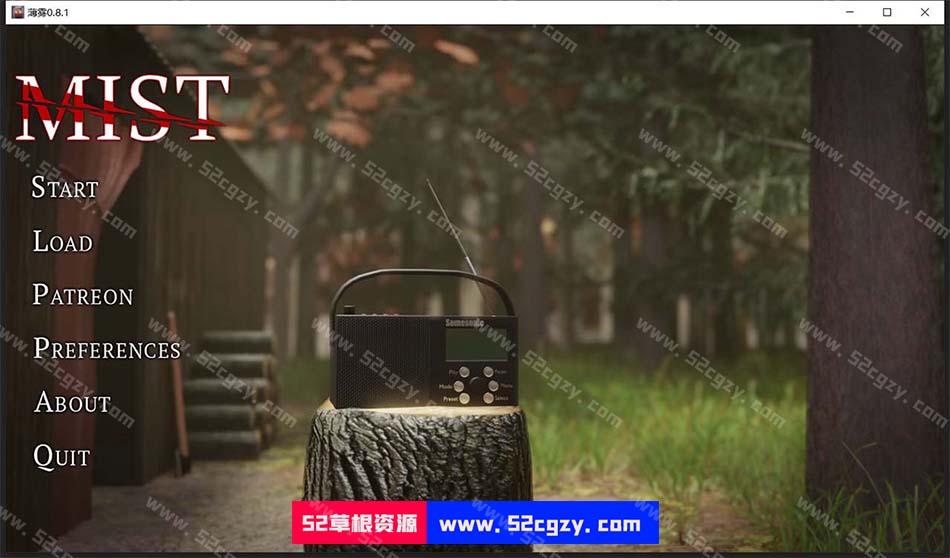 薄雾0.8.1
MIST
START
LOAD
PATREON
PREFERENCES
ABOUT
QUIT
Somesonic
Play
Mode
Preset
Menu
Select
52草根资源 www.52cgzy.com
www.52cgzy.com